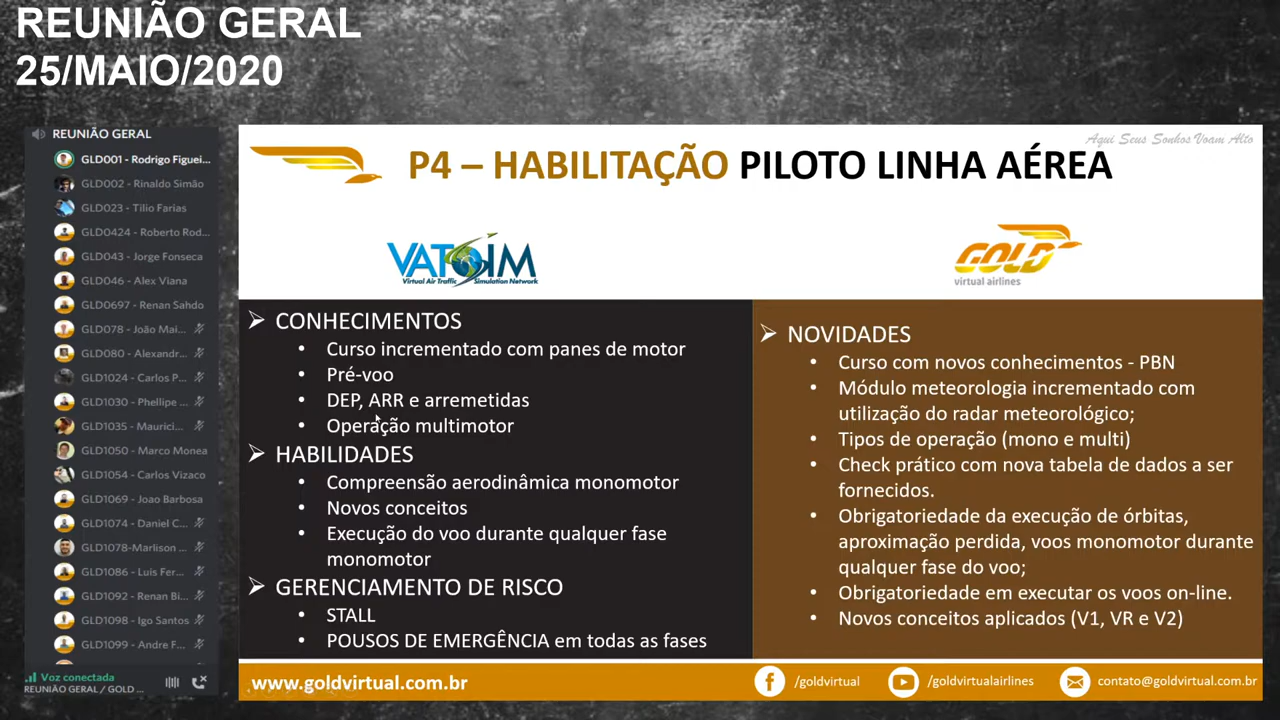 REUNIÃO GERAL
25/MAIO/2020
REUNIÃO GERAL
GLD001 - Rodrigo Figuei...
GLD002 - Rinaldo Simão
GLD023 - Tílio Farias
GLD0424 - Roberto Rod...
GLD043 - Jorge Fonseca
GLD046 - Alex Viana
GLD0697 - Renan Sahdo
GLD078 - João Mai...
GLD080 - Alexandr...
GLD1024 - Carlos P...
GLD1030 - Phellipe ...
GLD1035 - Maurici...
GLD1050 - Marco Monea
GLD1054 - Carlos Vizaco
GLD1069 - Joao Barbosa
GLD1074 - Daniel C...
GLD1078-Marlison ...
GLD1086 - Luis Fer...
GLD1092 - Renan Bi...
GLD1098 - Igo Santos
GLD1099 - Andre F...
Voz conectada
REUNIÃO GERAL / GOLD ...
Aqui Seus Sonhos Voam Alto
P4 – HABILITAÇÃO PILOTO LINHA AÉREA
VATSIM
Virtual Air Traffic Simulation Network
GOLD
virtual airlines
CONHECIMENTOS
Curso incrementado com panes de motor
Pré-voo
DEP, ARR e arremetidas
Operação multimotor
HABILIDADES
Compreensão aerodinâmica monomotor
Novos conceitos
Execução do voo durante qualquer fase
monomotor
GERENCIAMENTO DE RISCO
STALL
POUSOS DE EMERGÊNCIA em todas as fases
NOVIDADES
Curso com novos conhecimentos - PBN
Módulo meteorologia incrementado com
utilização do radar meteorológico;
Tipos de operação (mono e multi)
Check prático com nova tabela de dados a ser
fornecidos.
Obrigatoriedade da execução de órbitas,
aproximação perdida, voos monomotor durante
qualquer fase do voo;
Obrigatoriedade em executar os voos on-line.
Novos conceitos aplicados (V1, VR e V2)
www.goldvirtual.com.br
/goldvirtual
/goldvirtualairlines
contato@goldvirtual.com.br